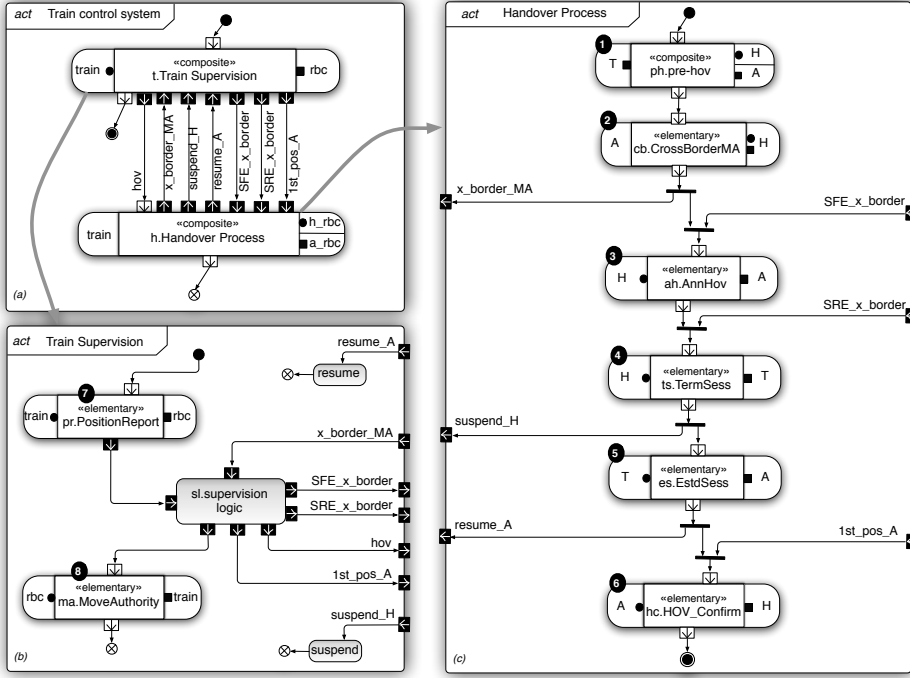 act Train control system
«composite»
train t.Train Supervision rbc
hov
x_border_MA
suspend_H
resume_A
SFE_x_border
SRE_x_border
1st_pos_A
«composite»
train h.Handover Process
h_rbc
a_rbc
(a)
act Train Supervision
resume_A
resume
7
«elementary»
train pr.PositionReport rbc
x_border_MA
sl.supervision
logic
SFE_x_border
SRE_x_border
hov
1st_pos_A
8
«elementary»
rbc ma.MoveAuthority train
suspend_H
suspend
(b)
act Handover Process
1
«composite»
T ph.pre-hov
H
A
2
«elementary»
A cb.CrossBorderMA H
x_border_MA
SFE_x_border
3
«elementary»
H ah.AnnHov A
SRE_x_border
4
«elementary»
H ts.TermSess T
suspend_H
5
«elementary»
T es.EstdSess A
resume_A
1st_pos_A
6
«elementary»
A hc.HOV_Confirm H
(c)